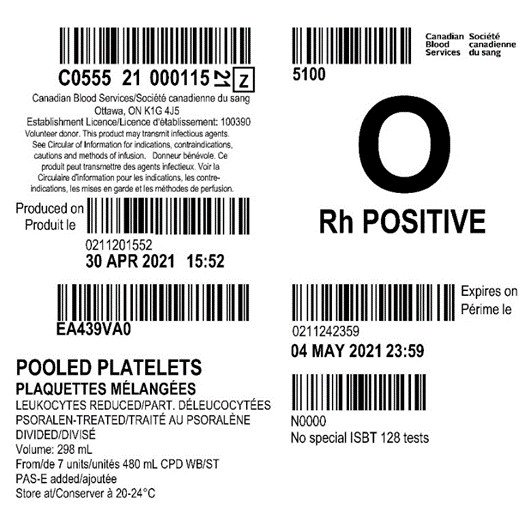 C0555 21 000115 21 Z
Canadian Blood Services/Société canadienne du sang
Ottawa, ON K1G 4J5
Establishment Licence/Licence d'établissement: 100390
Volunteer donor. This product may transmit infectious agents.
See Circular of Information for indications, contraindications,
cautions and methods of infusion. Donneur bénévole. Ce
produit peut transmettre des agents infectieux. Voir la
Circulaire d'information pour les indications, les contre-
indications, les mises en garde et les méthodes de perfusion.
Produced on
Produit le
0211201552
30 APR 2021 15:52
EA439VA0
POOLED PLATELETS
PLAQUETTES MÉLANGÉES
LEUKOCYTES REDUCED/PART. DÉLEUCOCYTÉES
PSORALEN-TREATED/TRAITÉ AU PSORALÈNE
DIVIDED/DIVISÉ
Volume: 298 mL
From/de 7 units/unités 480 mL CPD WB/ST
PAS-E added/ajoutée
Store at/Conserver à 20-24°C
Canadian Société
Blood canadienne
Services du sang
5100
O
Rh POSITIVE
Expires on
Périme le
0211242359
04 MAY 2021 23:59
N0000
No special ISBT 128 tests